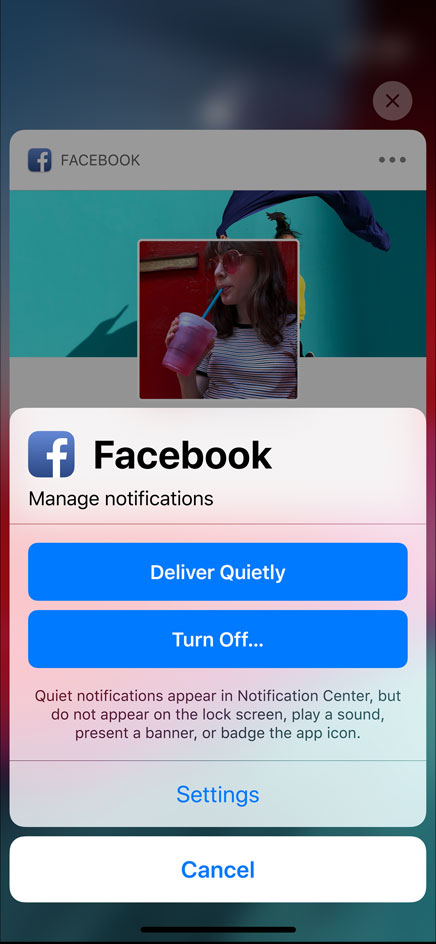 FACEBOOK
Facebook
Manage notifications
Deliver Quietly
Turn Off...
Quiet notifications appear in Notification Center, but
do not appear on the lock screen, play a sound,
present a banner, or badge the app icon.
Settings
Cancel